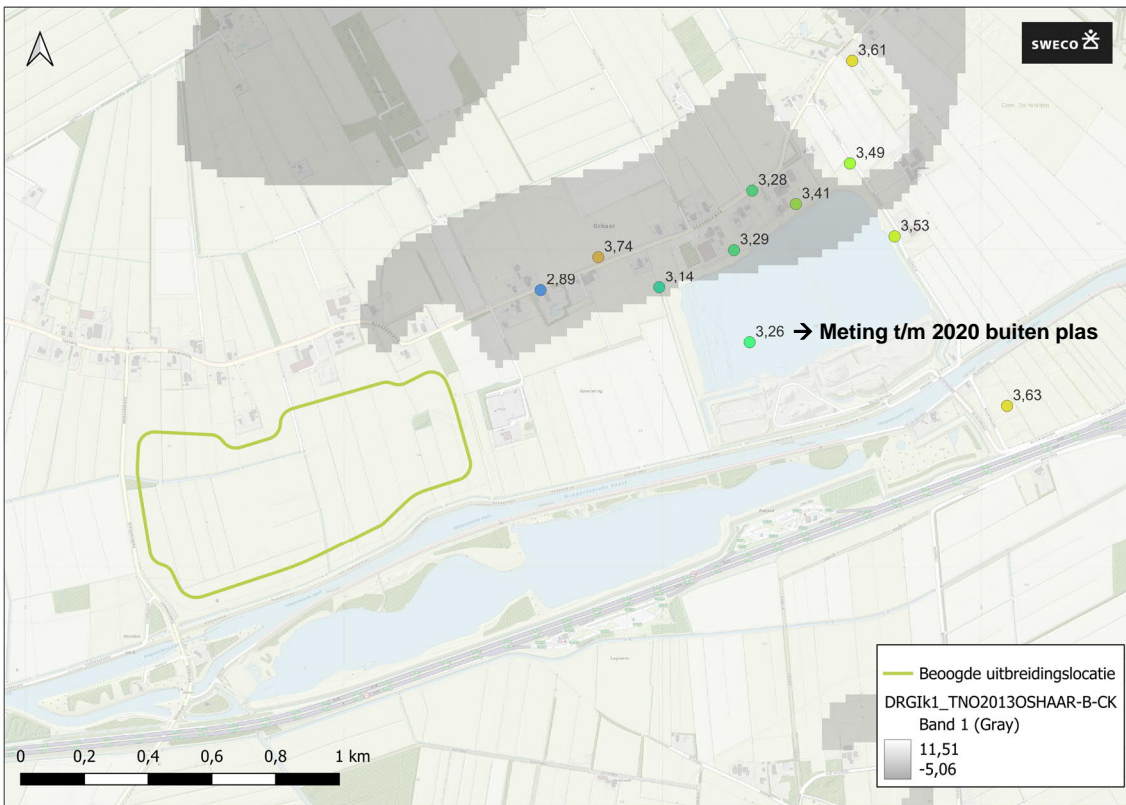 SWECO
3,61
3,49
3,28
3,41
3,53
3,29
3,74
2,89
3,14
3,26 → Meting t/m 2020 buiten plas
3,63
Beoogde uitbreidingslocatie
DRGIk1_TNO2013OSHAAR-B-CK
Band 1 (Gray)
11,51
-5,06
0 0,2 0,4 0,6 0,8 1 km